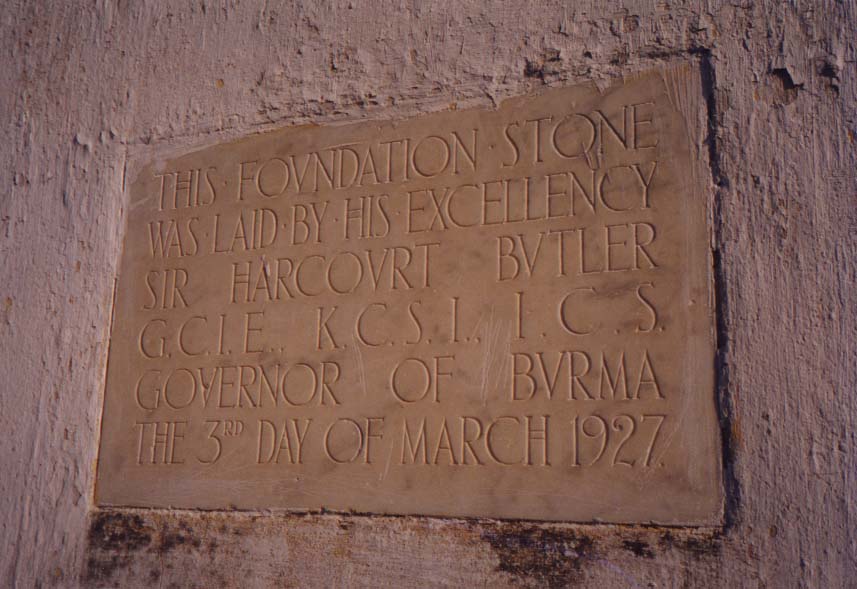 THIS · FOVNDATION · STONE
WAS · LAID · BY · HIS · EXCELLENCY
SIR HARCOVRT BVTLER
G.C.I.E., K.C.S.I., I.C.S.
GOVERNOR OF BVRMA
THE 3RD DAY OF MARCH 1927.